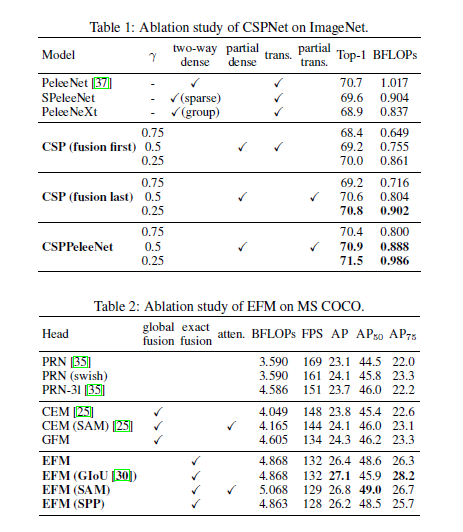 Table 1: Ablation study of CSPNet on ImageNet.
Model γ two-way dense partial dense trans. partial trans. Top-1 BFLOPs
PeleeNet [37] - ✓ ✓ 70.7 1.017
SPeleeNet - ✓(sparse) ✓ 69.6 0.904
PeleeNeXt - ✓(group) ✓ 68.9 0.837
0.75 68.4 0.649
CSP (fusion first) 0.5 ✓ ✓ 69.2 0.755
0.25 70.0 0.861
0.75 69.2 0.716
CSP (fusion last) 0.5 ✓ ✓ 70.6 0.804
0.25 70.8 0.902
0.75 70.4 0.800
CSPPeleeNet 0.5 ✓ ✓ 70.9 0.888
0.25 71.5 0.986
Table 2: Ablation study of EFM on MS COCO.
Head global fusion exact fusion atten. BFLOPs FPS AP AP50 AP75
PRN [35] 3.590 169 23.1 44.5 22.0
PRN (swish) 3.590 161 24.1 45.8 23.3
PRN-3l [35] 4.586 151 23.7 46.0 22.2
CEM [25] ✓ 4.049 148 23.8 45.4 22.6
CEM (SAM) [25] ✓ ✓ 4.165 144 24.1 46.0 23.1
GFM ✓ 4.605 134 24.3 46.2 23.3
EFM ✓ 4.868 132 26.4 48.6 26.3
EFM (GIoU [30]) ✓ 4.868 132 27.1 45.9 28.2
EFM (SAM) ✓ ✓ 5.068 129 26.8 49.0 26.7
EFM (SPP) ✓ 4.863 128 26.2 48.5 25.7